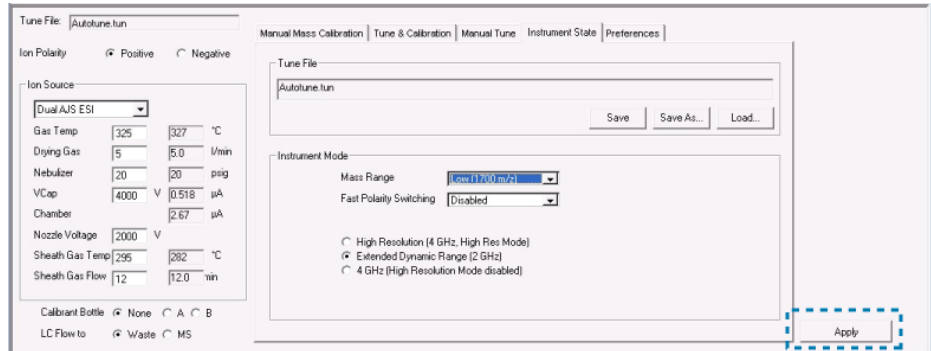 Tune File: Autotune.tun
Ion Polarity Positive Negative
Ion Source
Dual AJS ESI
Gas Temp 325 327 °C
Drying Gas 5 5.0 l/min
Nebulizer 20 20 psig
VCap 4000 V 0.518 µA
Chamber 2.67 µA
Nozzle Voltage 2000 V
Sheath Gas Temp 295 282 °C
Sheath Gas Flow 12 12.0 min
Calibrant Bottle None A B
LC Flow to Waste MS
Manual Mass Calibration Tune & Calibration Manual Tune Instrument State Preferences
Tune File
Autotune.tun
Save Save As... Load...
Instrument Mode
Mass Range Low (1700 m/z)
Fast Polarity Switching Disabled
High Resolution (4 GHz, High Res Mode)
Extended Dynamic Range (2 GHz)
4 GHz (High Resolution Mode disabled)
Apply